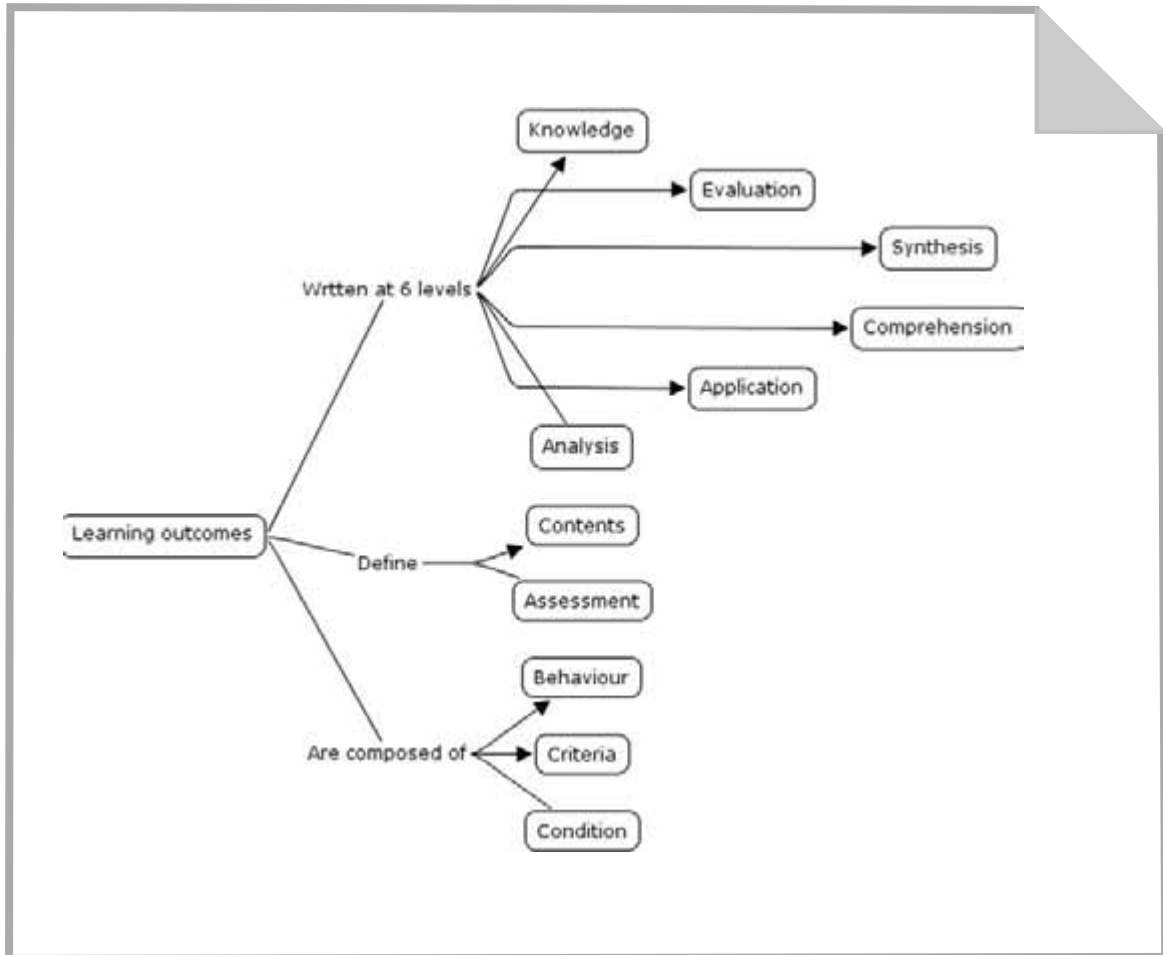 Knowledge
Evaluation
Synthesis
Wrtten at 6 levels
Comprehension
Application
Analysis
Learning outcomes
Contents
Define
Assessment
Behaviour
Are composed of
Criteria
Condition